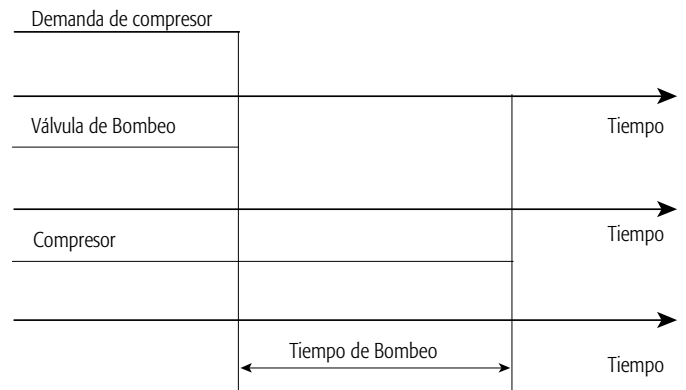 Demanda de compresor
Válvula de Bombeo
Tiempo
Compresor
Tiempo
Tiempo de Bombeo
Tiempo